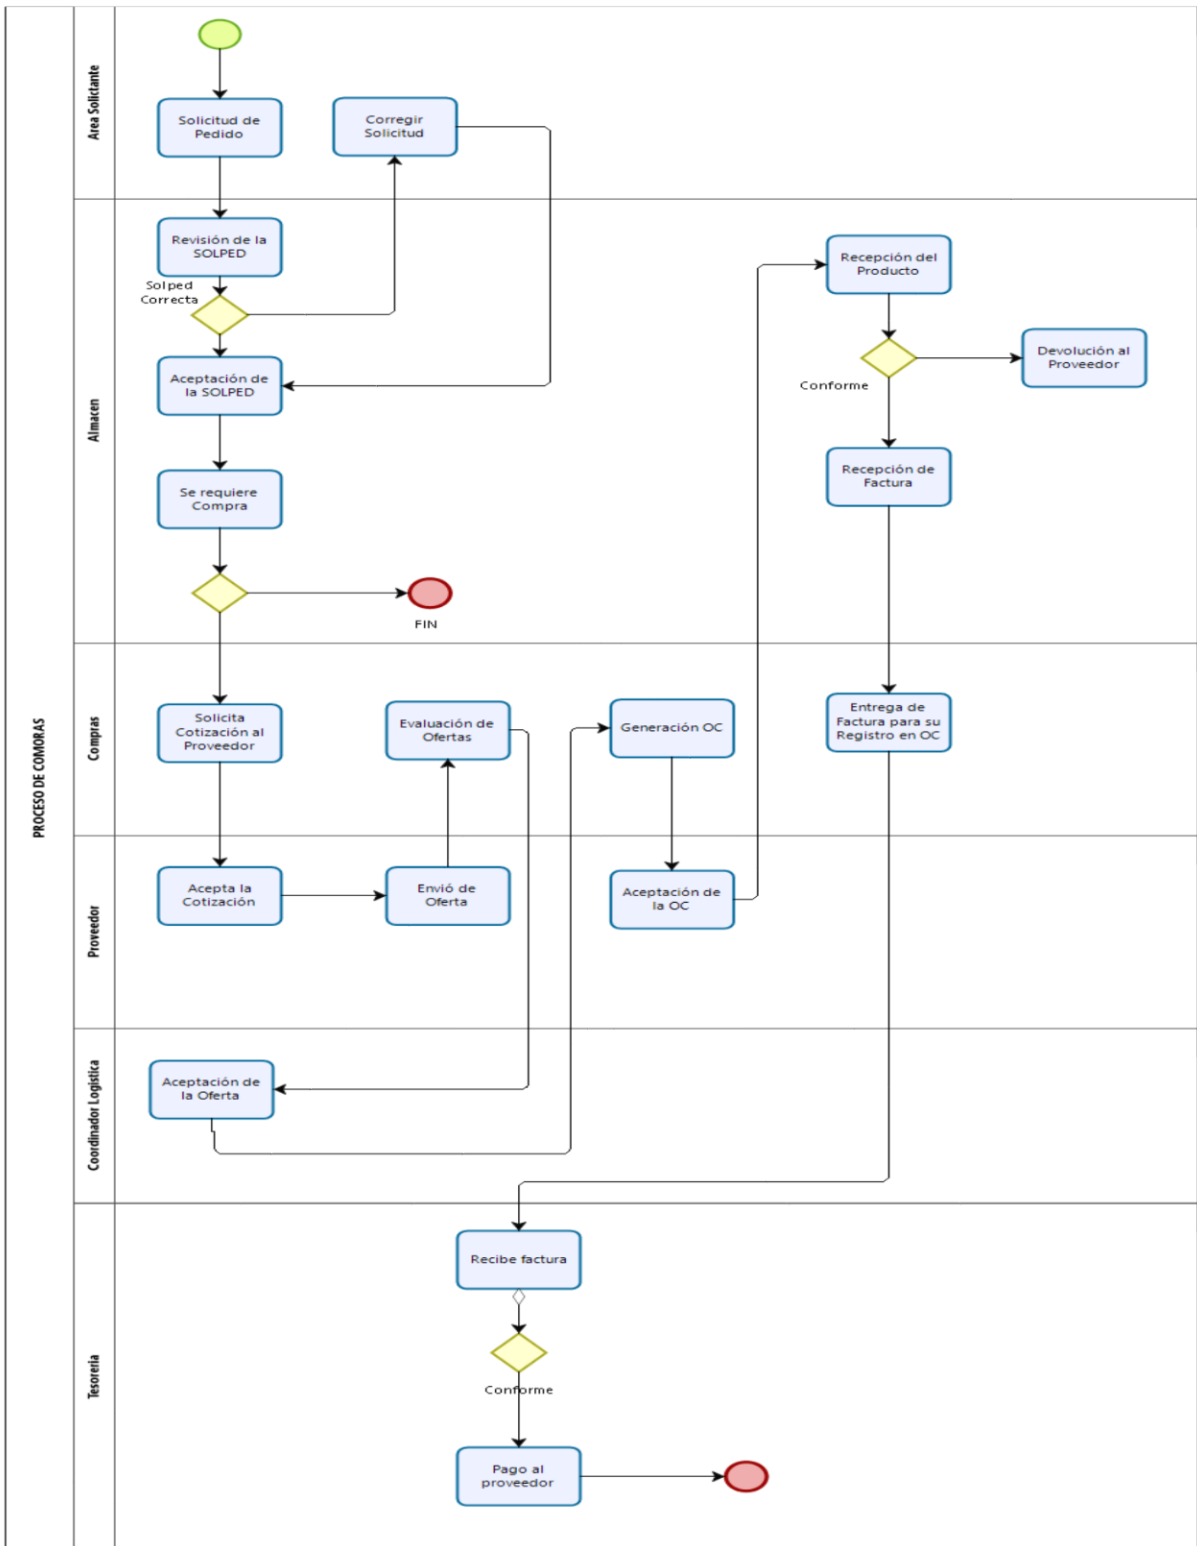 PROCESO DE COMORAS
Area Solictante
Solicitud de
Pedido
Corregir
Solicitud
Almacen
Revisión de la
SOLPED
Solped
Correcta
Aceptación de
la SOLPED
Se requiere
Compra
FIN
Recepción del
Producto
Conforme
Devolución al
Proveedor
Recepción de
Factura
Compras
Solicita
Cotización al
Proveedor
Evaluación de
Ofertas
Generación OC
Entrega de
Factura para su
Registro en OC
Proveedor
Acepta la
Cotización
Envió de
Oferta
Aceptación de
la OC
Coordinador Logistica
Aceptación de
la Oferta
Tesoreria
Recibe factura
Conforme
Pago al
proveedor